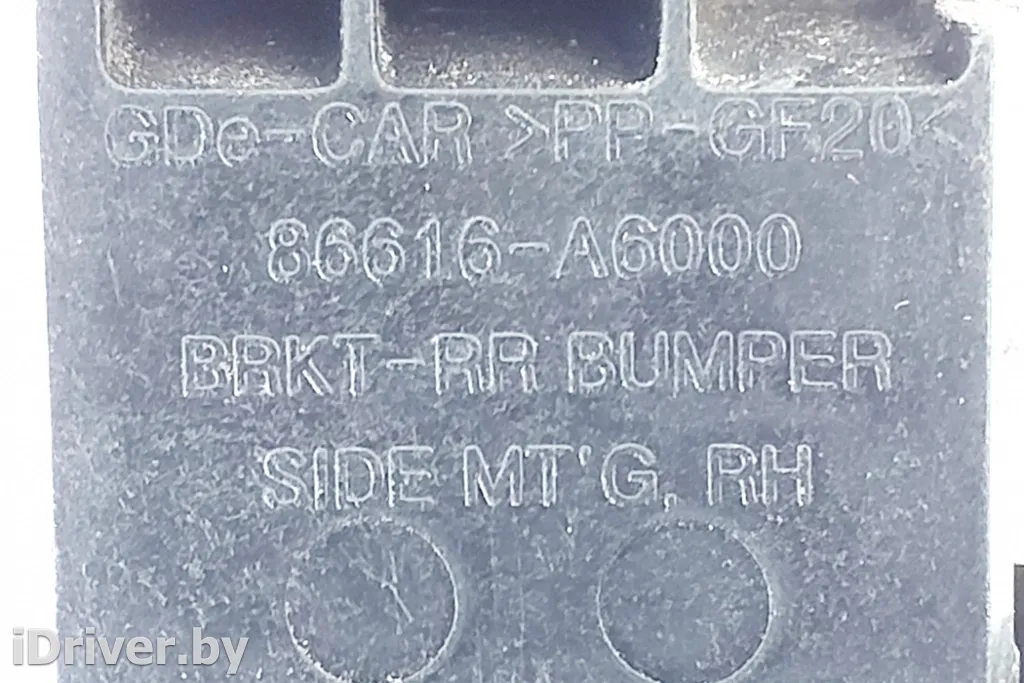 GDe-CAR >PP-GF20<
86616-A6000
BRKT-RR BUMPER
SIDE MT'G, RH
iDriver.by